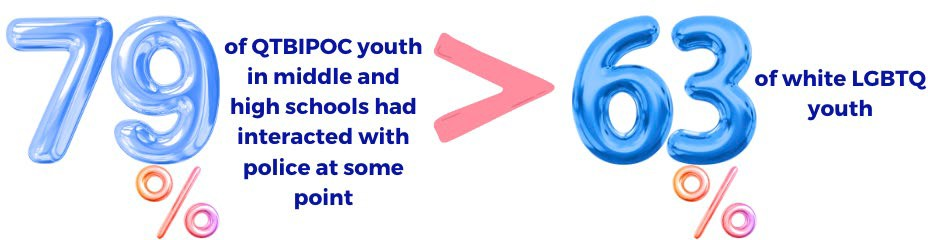 79
%
of QTBIPOC youth
in middle and
high schools had
interacted with
police at some
point
>
63
%
of white LGBTQ
youth